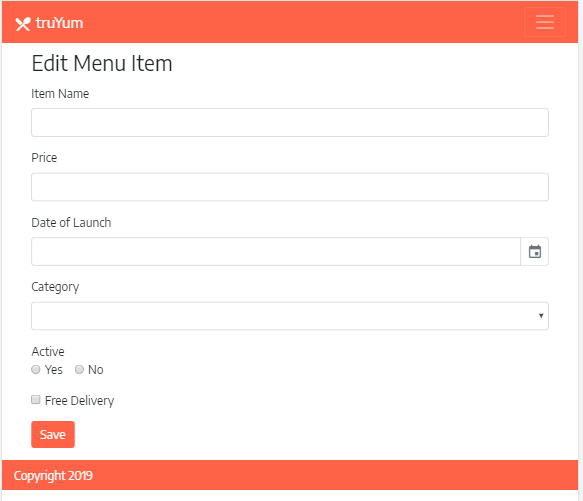 truYum
Edit Menu Item
Item Name
Price
Date of Launch
Category
Active
Yes No
Free Delivery
Save
Copyright 2019